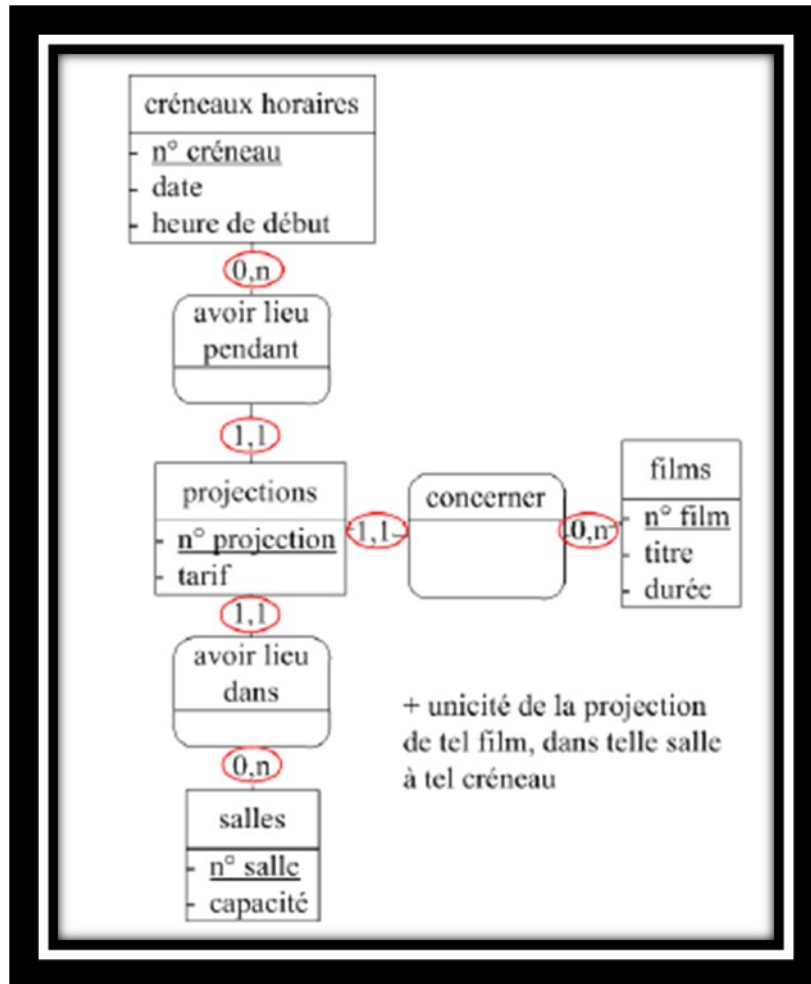 créneaux horaires
- n° créneau
- date
- heure de début
0,n
avoir lieu
pendant
1,1
projections
- n° projection
- tarif
1,1
concerner
0,n
films
- n° film
- titre
- durée
1,1
avoir lieu
dans
0,n
salles
- n° salle
- capacité
+ unicité de la projection
de tel film, dans telle salle
à tel créneau